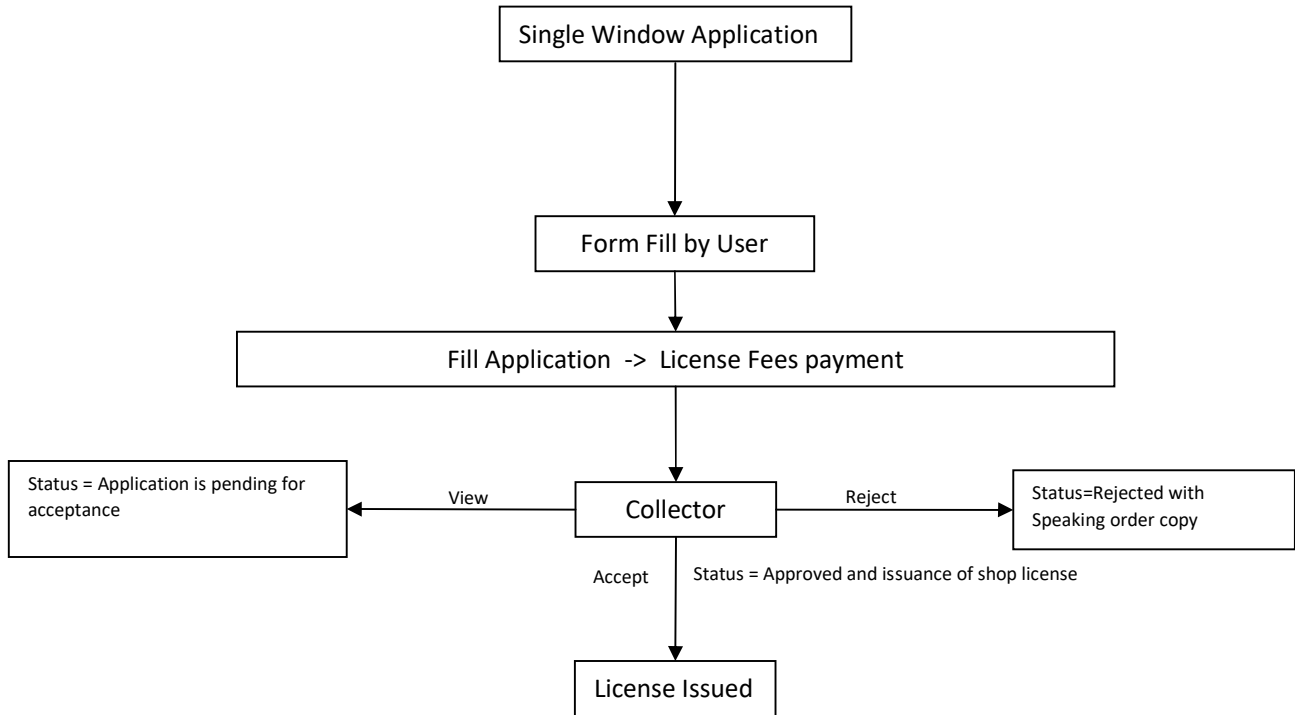 Single Window Application
Form Fill by User
Fill Application -> License Fees payment
Status = Application is pending for
acceptance
View
Collector
Reject
Status=Rejected with
Speaking order copy
Accept
Status = Approved and issuance of shop license
License Issued